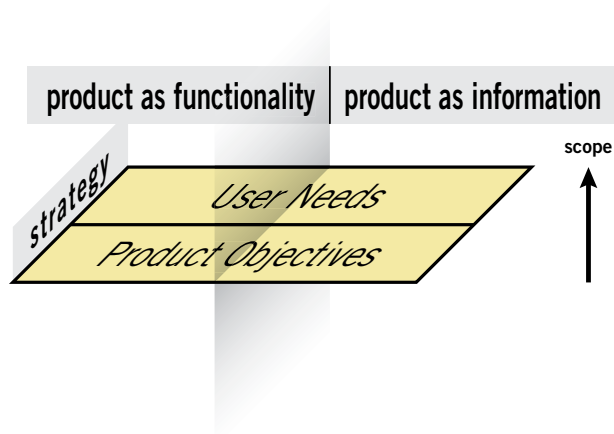 product as functionality
product as information
scope
strategy
User Needs
Product Objectives